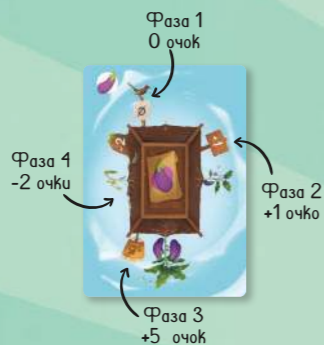 Фаза 1
0 очок
Фаза 4
-2 очки
Фаза 2
+1 очко
Фаза 3
+5 очок